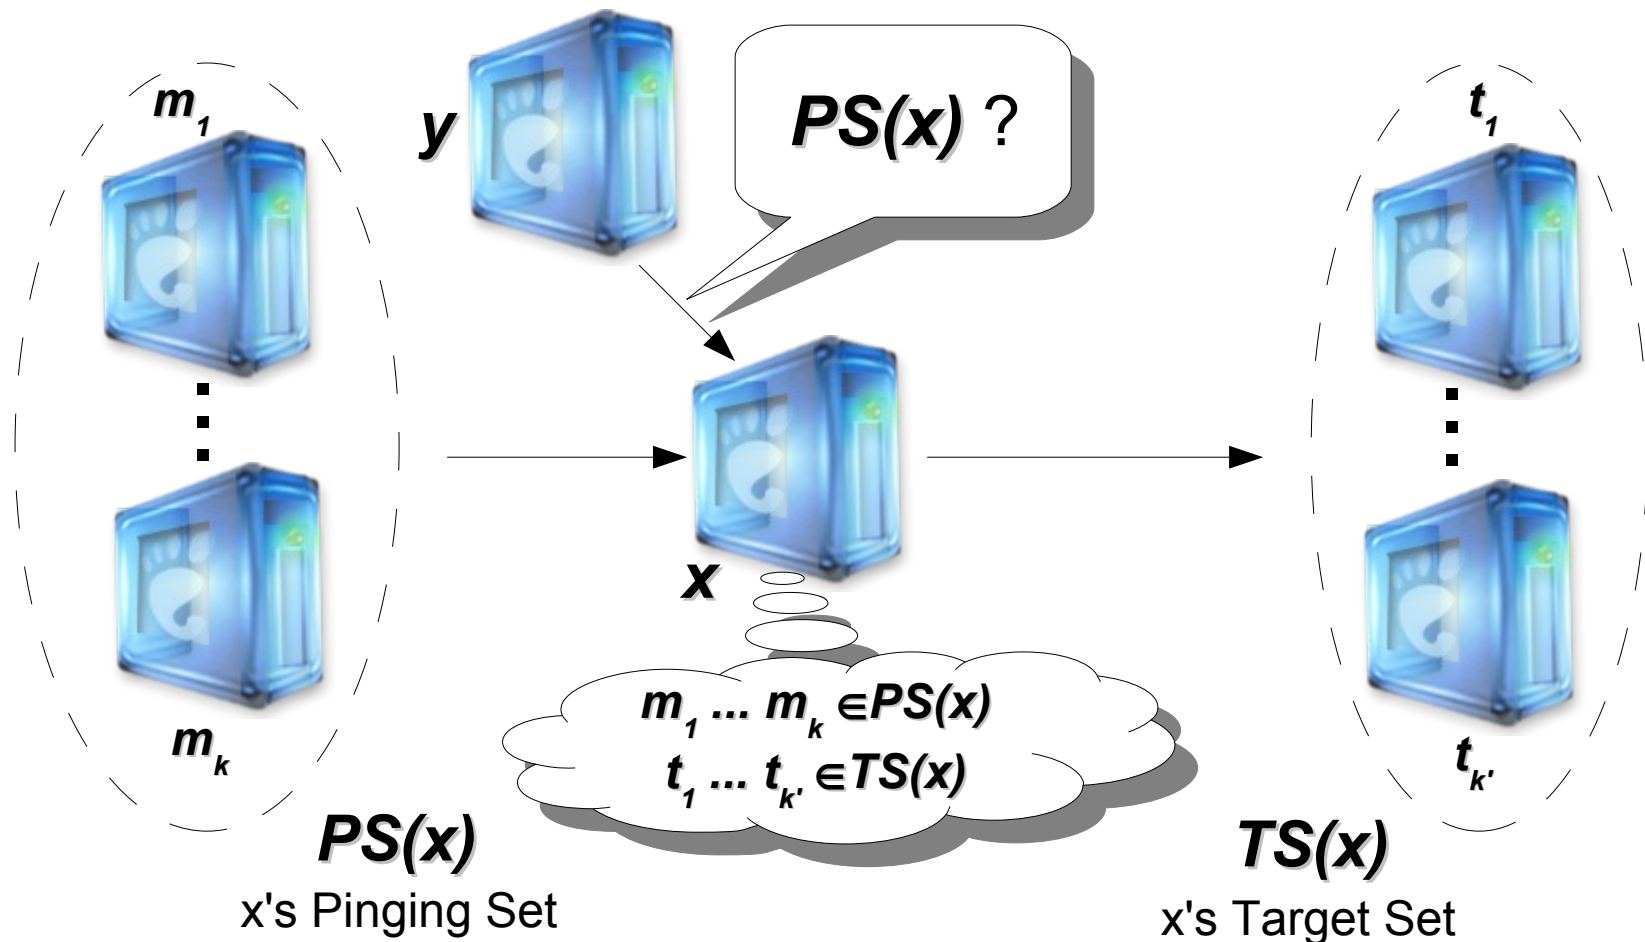 m1
y
PS(x) ?
t1
x
m1 ... mk ∈PS(x)
t1 ... tk' ∈TS(x)
mk
tk'
PS(x)
x's Pinging Set
TS(x)
x's Target Set